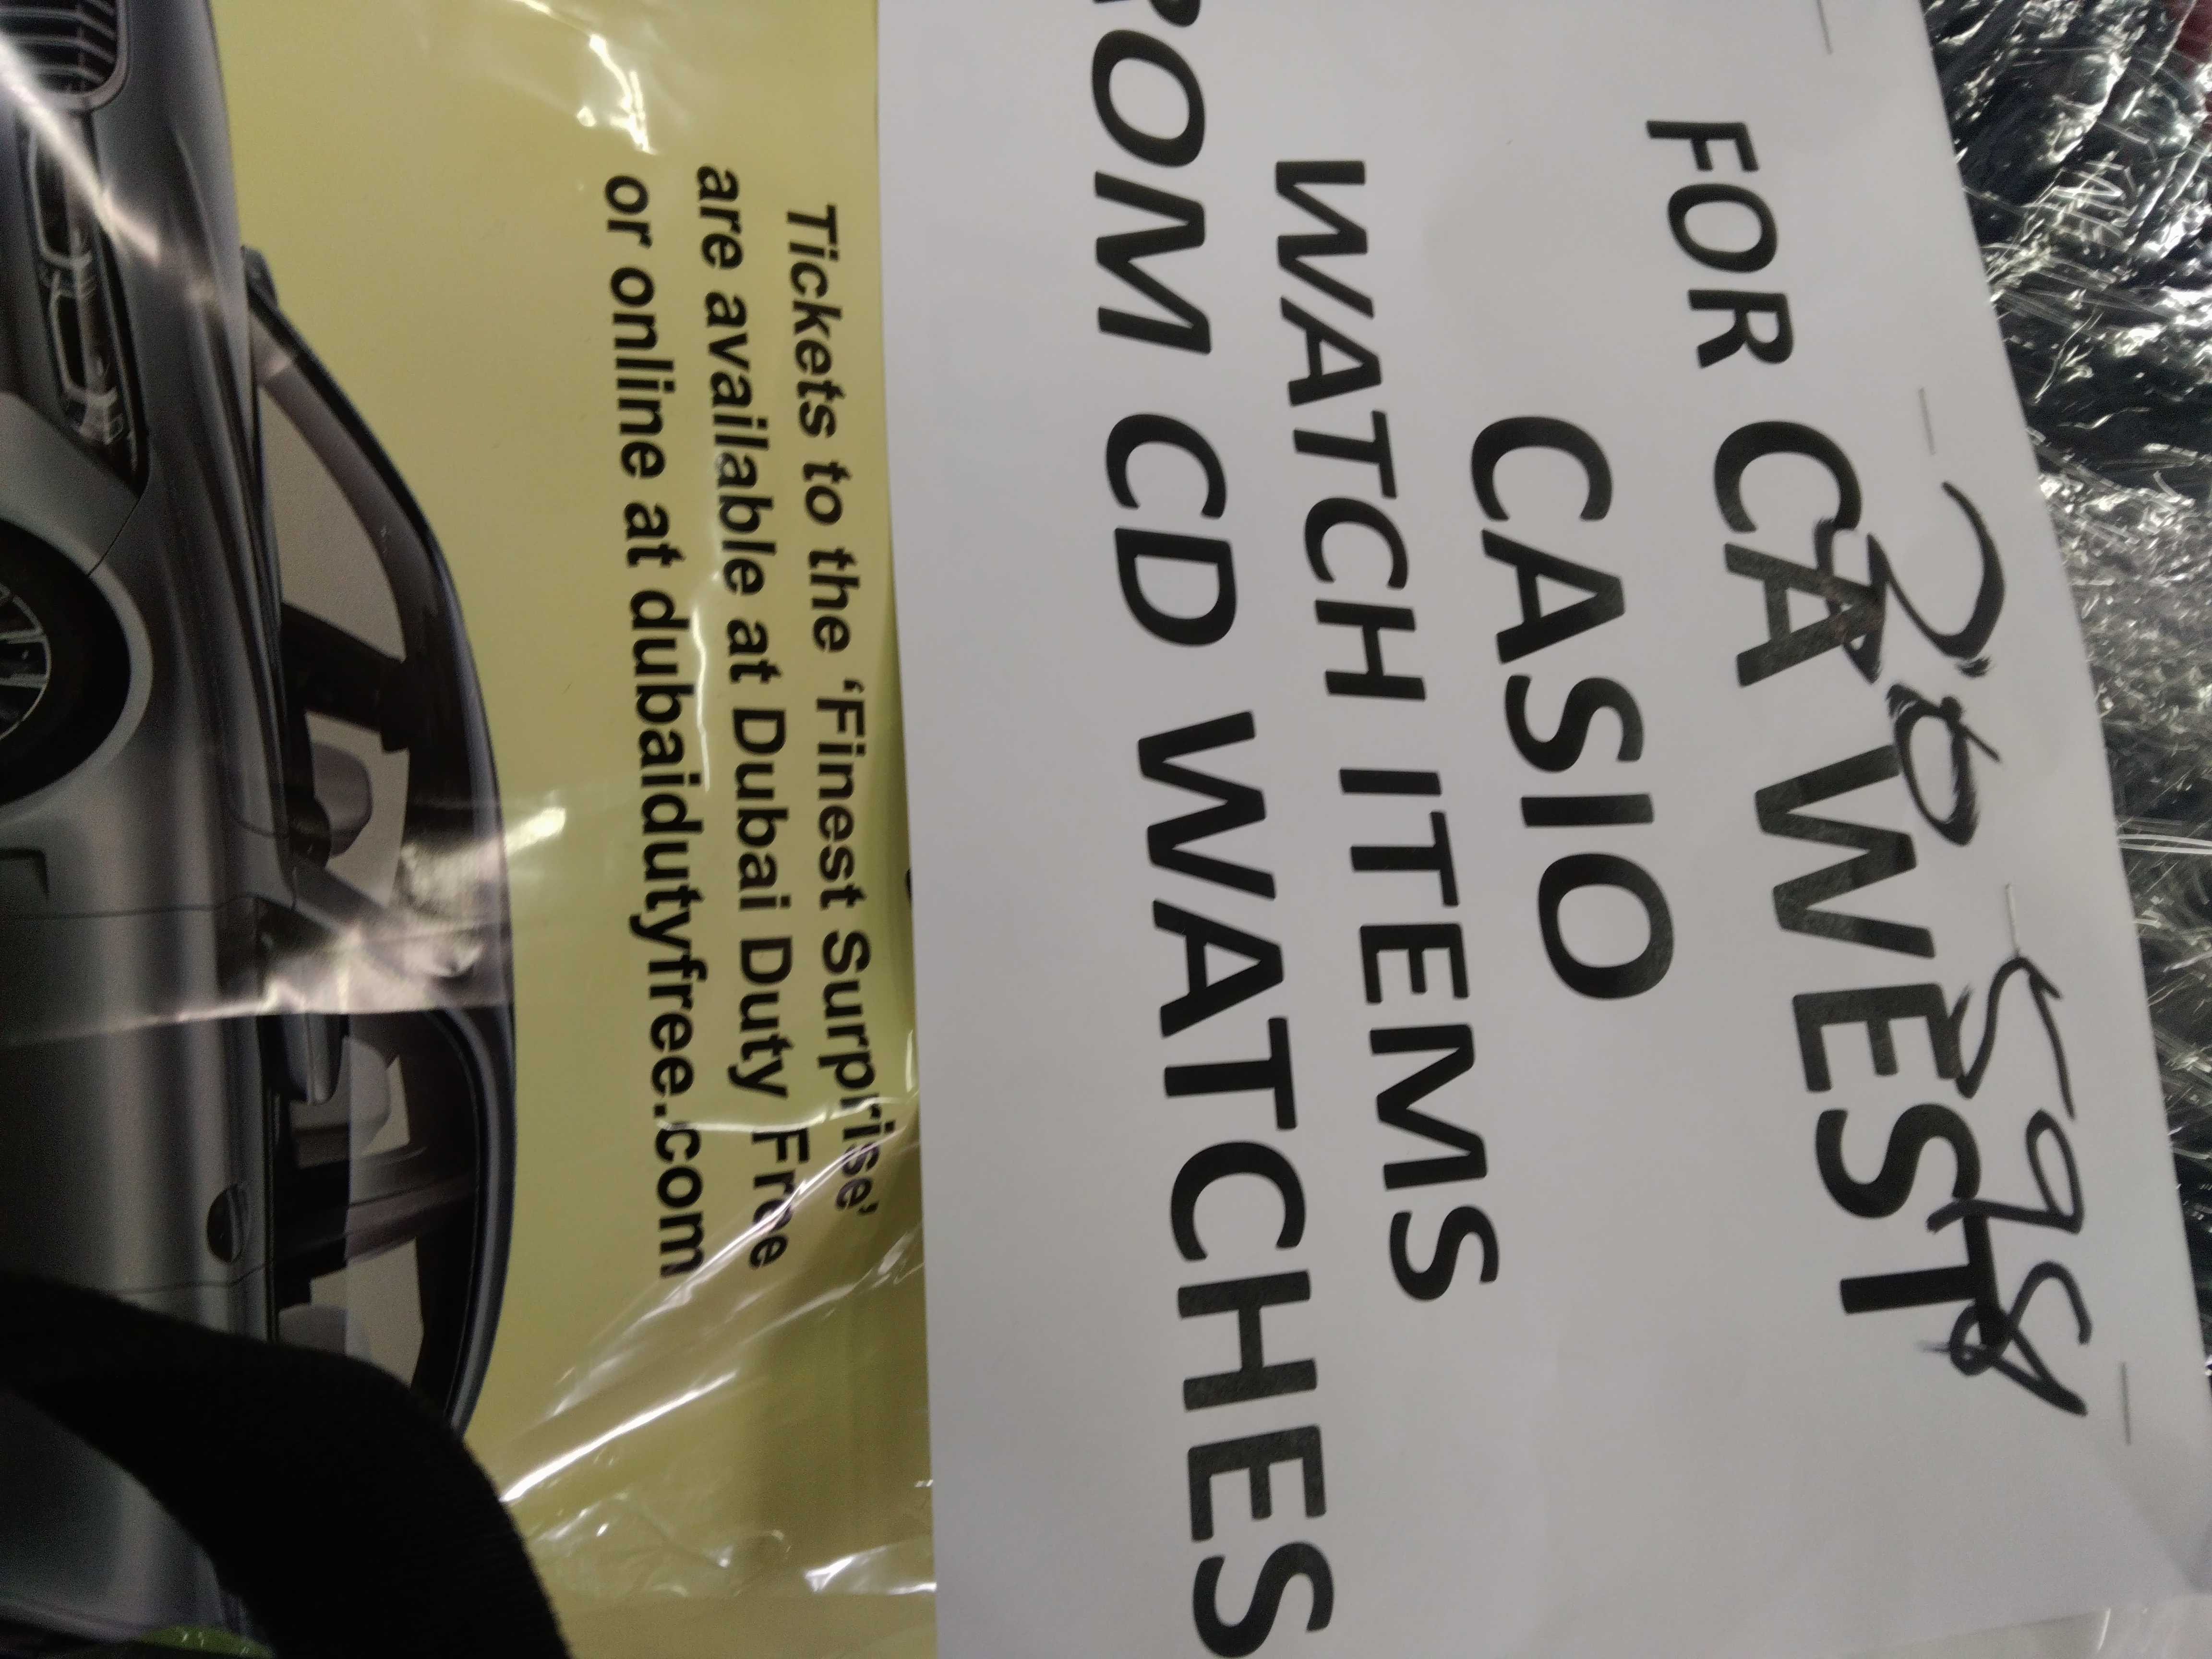 FOR CA WEST
CASIO
WATCH ITEMS
ROM CD WATCHES
Tickets to the ‘Finest Surprise’
are available at Dubai Duty Free
or online at dubaidutyfree.com